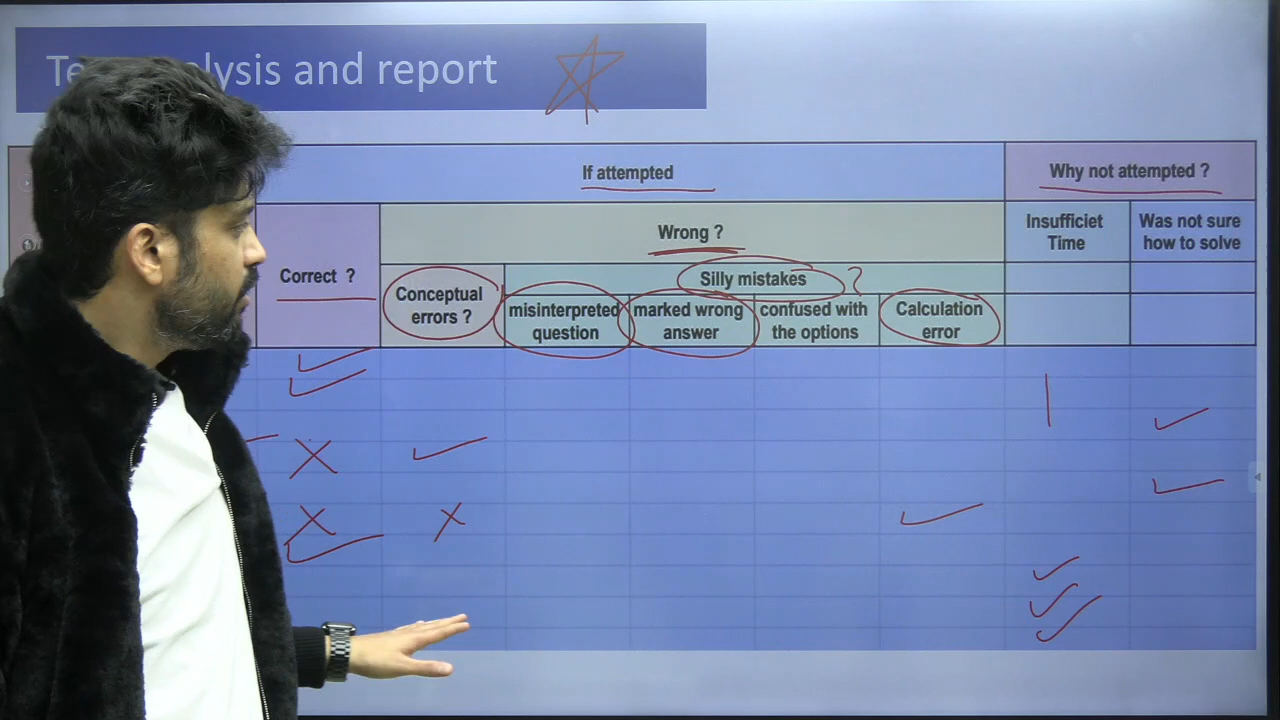 alysis and report
If attempted
Why not attempted ?
Correct ?
Wrong ?
Insufficiet
Time
Was not sure
how to solve
Conceptual
errors ?
Silly mistakes ?
misinterpreted
question
marked wrong
answer
confused with
the options
Calculation
error